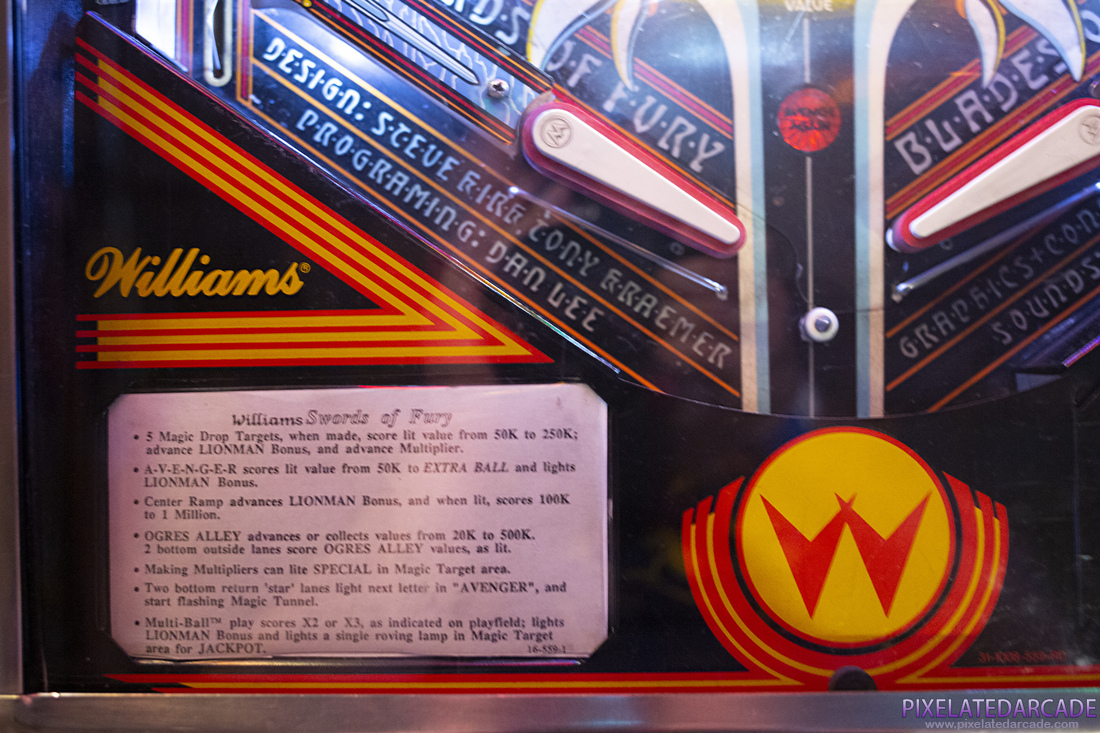 VALUE
OF FURY
BLADES
DESIGN: STEVE KIRK TONY KRAEMER
PROGRAMING: DAN LEE
GRAPHICS+CON
SOUNDS
Williams®
Williams Swords of Fury
• 5 Magic Drop Targets, when made, score lit value from 50K to 250K;
advance LIONMAN Bonus, and advance Multiplier.
• A-V-E-N-G-E-R scores lit value from 50K to EXTRA BALL and lights
LIONMAN Bonus.
• Center Ramp advances LIONMAN Bonus, and when lit, scores 100K
to 1 Million.
• OGRES ALLEY advances or collects values from 20K to 500K.
2 bottom outside lanes score OGRES ALLEY values, as lit.
• Making Multipliers can lite SPECIAL in Magic Target area.
• Two bottom return 'star' lanes light next letter in "AVENGER", and
start flashing Magic Tunnel.
• Multi-Ball™ play scores X2 or X3, as indicated on playfield; lights
LIONMAN Bonus and lights a single roving lamp in Magic Target
area for JACKPOT.
16-559-1
W
PIXELATEDARCADE
www.pixelatedarcade.com